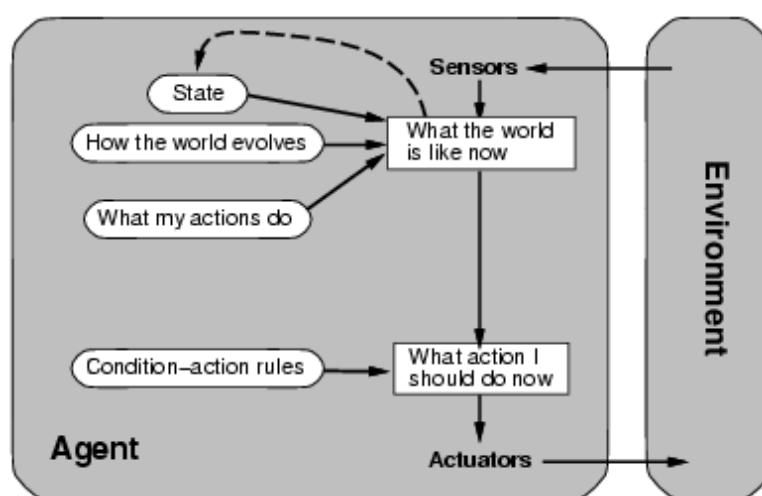 Sensors
State
What the world
is like now
How the world evolves
What my actions do
Environment
What action I
should do now
Condition–action rules
Agent
Actuators